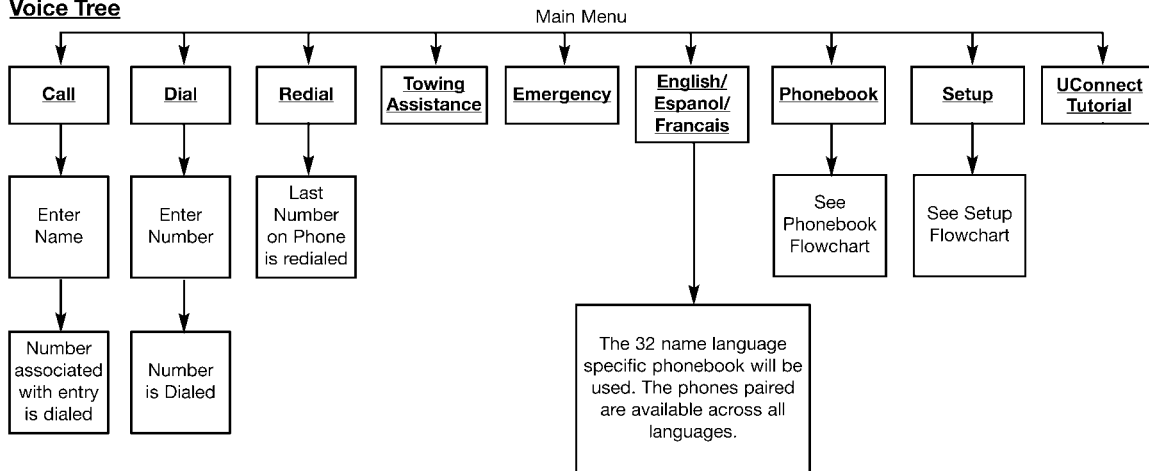 Voice Tree
Main Menu
Call
Dial
Redial
Towing
Assistance
Emergency
English/
Espanol/
Francais
Phonebook
Setup
UConnect
Tutorial
Enter
Name
Enter
Number
Last
Number
on Phone
is redialed
See
Phonebook
Flowchart
See Setup
Flowchart
Number
associated
with entry
is dialed
Number
is Dialed
The 32 name language
specific phonebook will be
used. The phones paired
are available across all
languages.